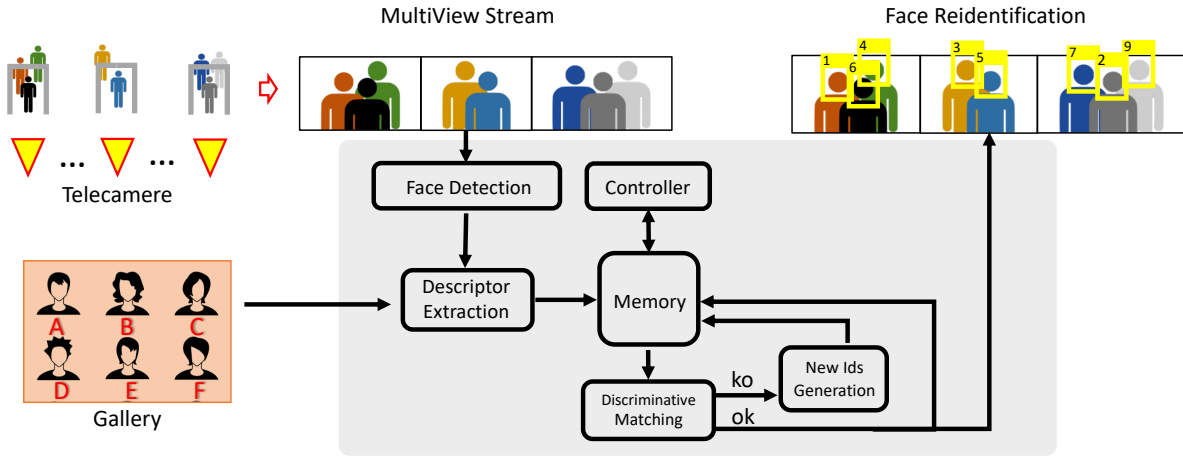 MultiView Stream
Face Reidentification
1
4
6
3
5
7
2
9
... ...
Telecamere
Face Detection
Controller
Descriptor
Extraction
Memory
A B C
D E F
Gallery
New Ids
Generation
Discriminative
Matching
ko
ok